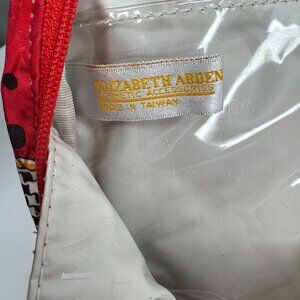 ELIZABETH ARDEN
COSMETIC ACCESSORIES
MADE IN TAIWAN